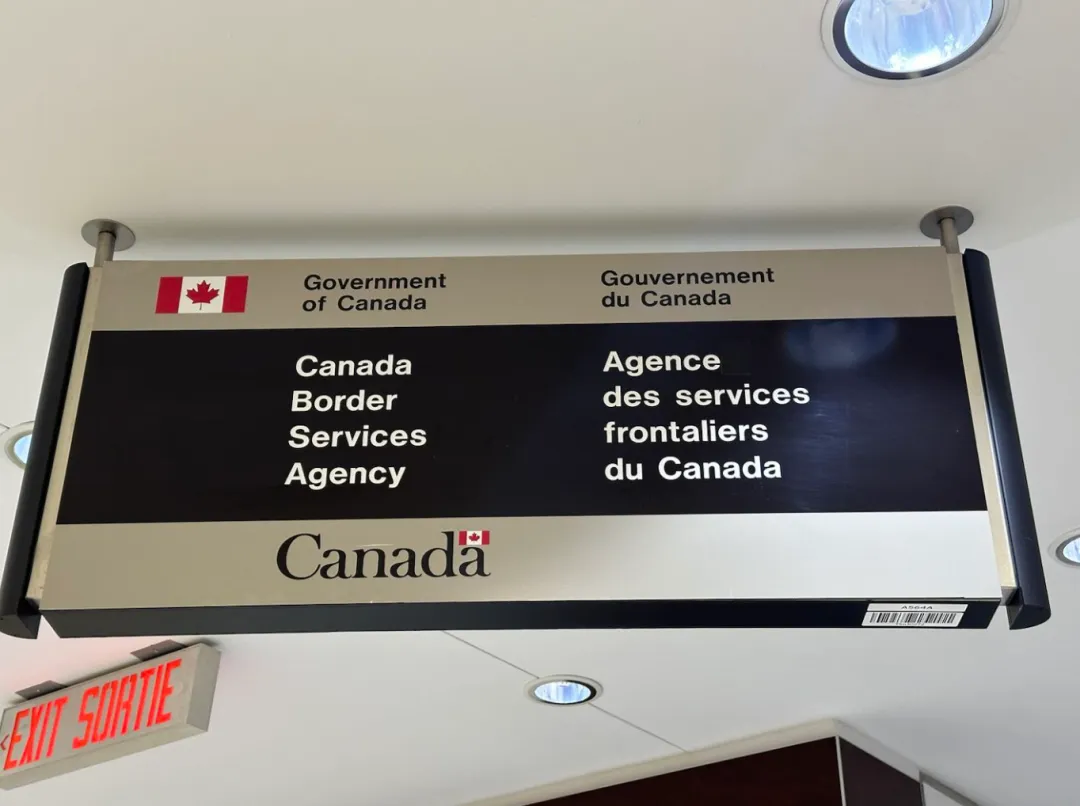 Government
of Canada
Gouvernement
du Canada
Canada
Border
Services
Agency
Agence
des services
frontaliers
du Canada
Canada
A564A
EXIT SORTIE